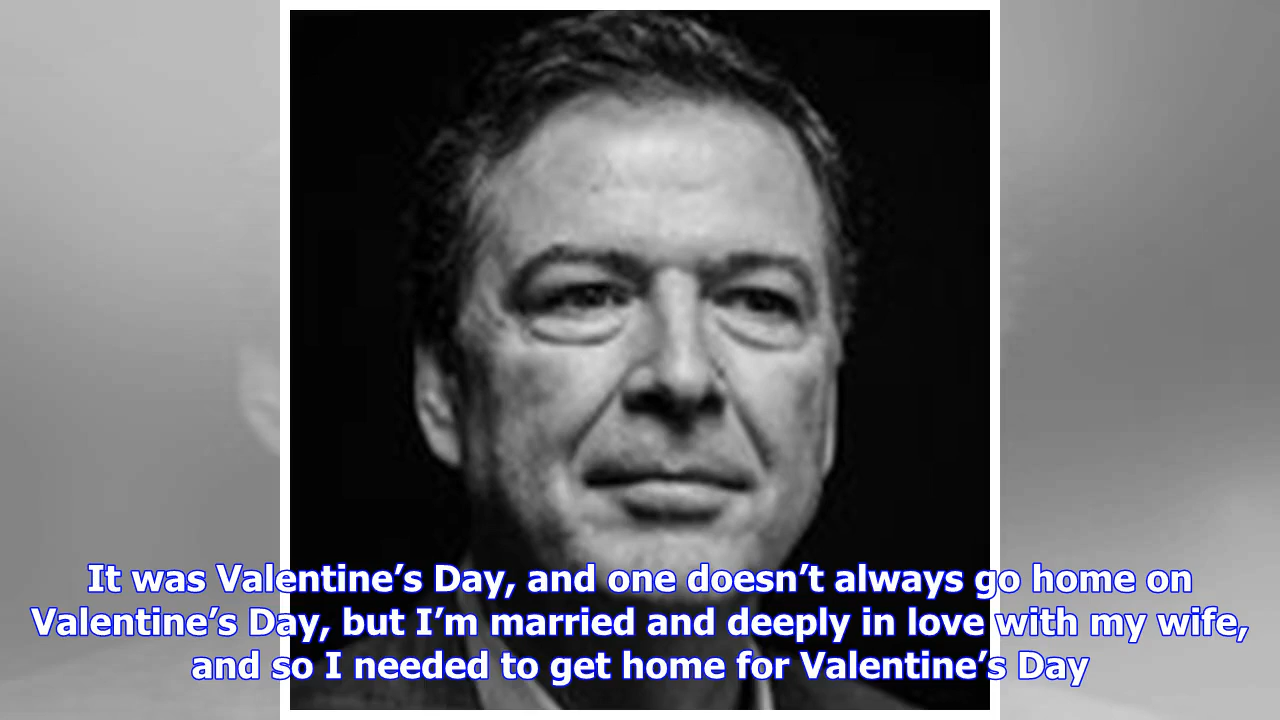 It was Valentine’s Day, and one doesn’t always go home on
Valentine’s Day, but I’m married and deeply in love with my wife,
and so I needed to get home for Valentine’s Day